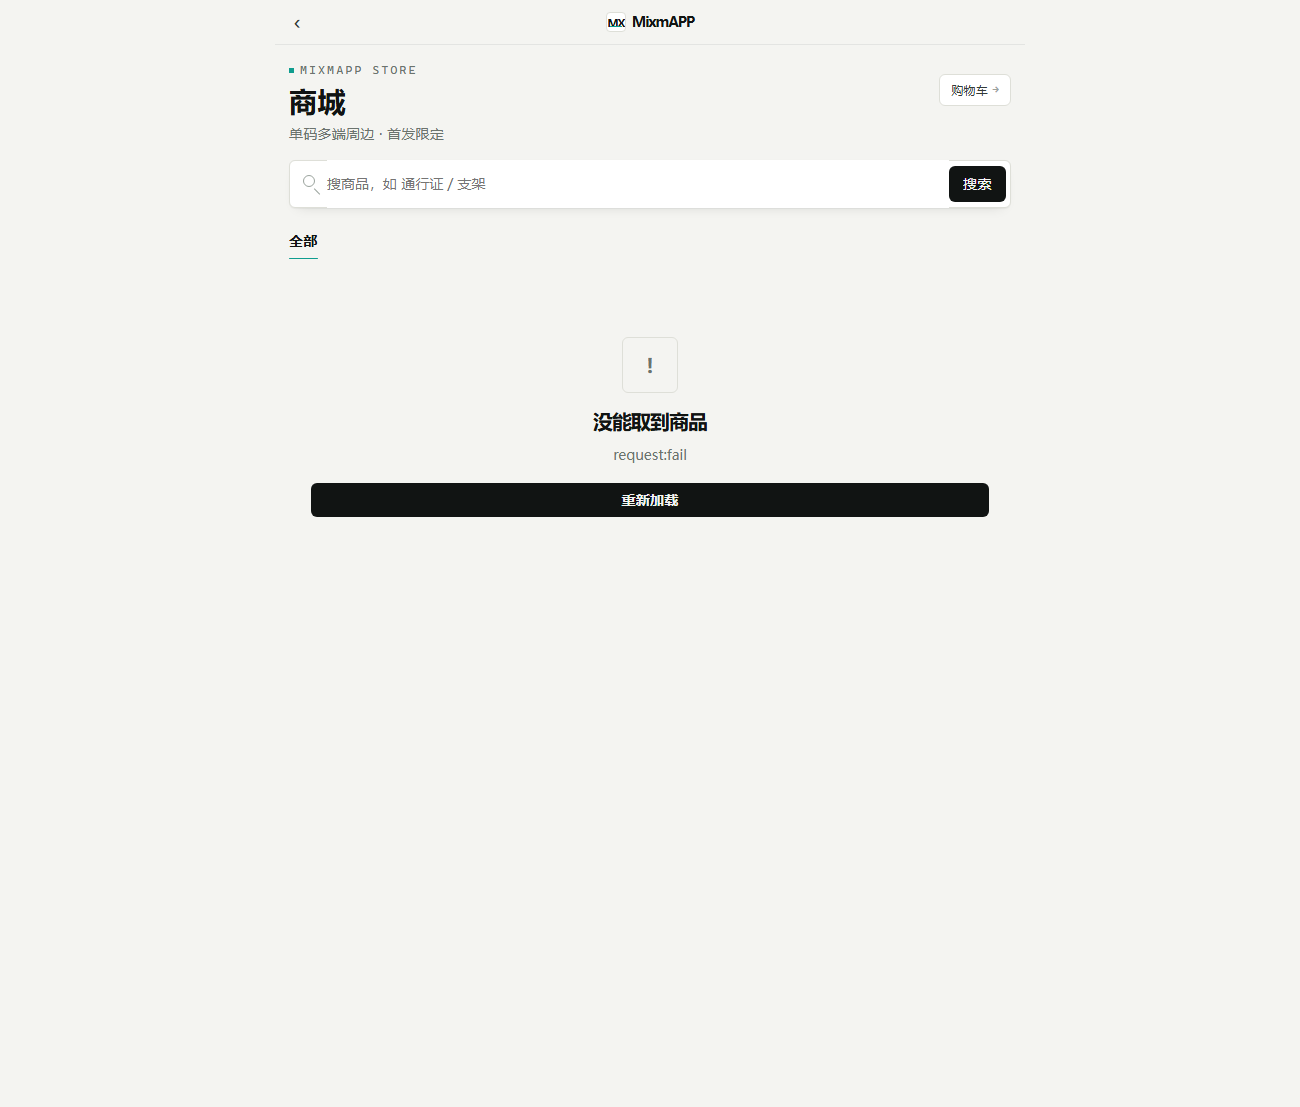 ‹
MX MixmAPP
MIXMAPP STORE
商城
单码多端周边 · 首发限定
购物车 →
搜商品，如 通行证 / 支架
搜索
全部
!
没能取到商品
request:fail
重新加载